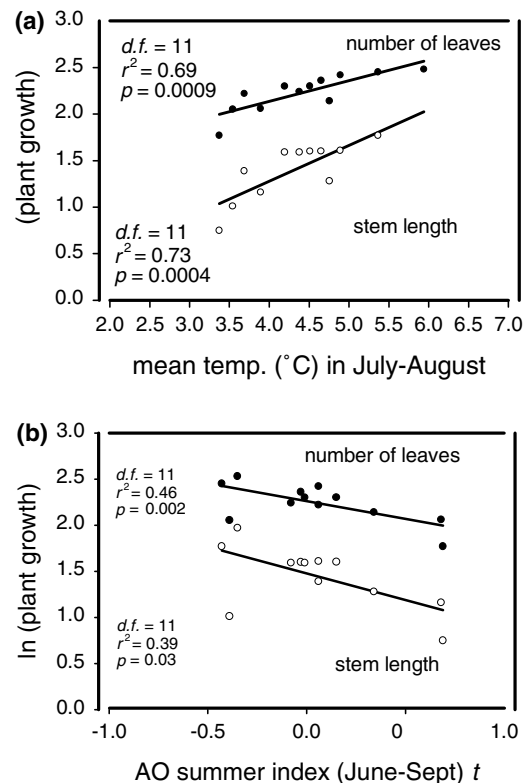 (a)
number of leaves
d.f. = 11
r² = 0.69
p = 0.0009
(plant growth)
3.0
2.5
2.0
1.5
1.0
0.5
0.0
d.f. = 11
r² = 0.73
p = 0.0004
stem length
2.0 3.0 3.5 4.0 4.5 5.0 5.5 6.0 7.0
mean temp. (°C) in July-August
(b)
number of leaves
d.f. = 11
r² = 0.46
p = 0.002
ln (plant growth)
3.0
2.5
2.0
1.5
1.0
0.5
0.0
d.f. = 11
r² = 0.39
p = 0.03
stem length
-1.0 -0.5 0.0 0 1.0
AO summer index (June-Sept) t